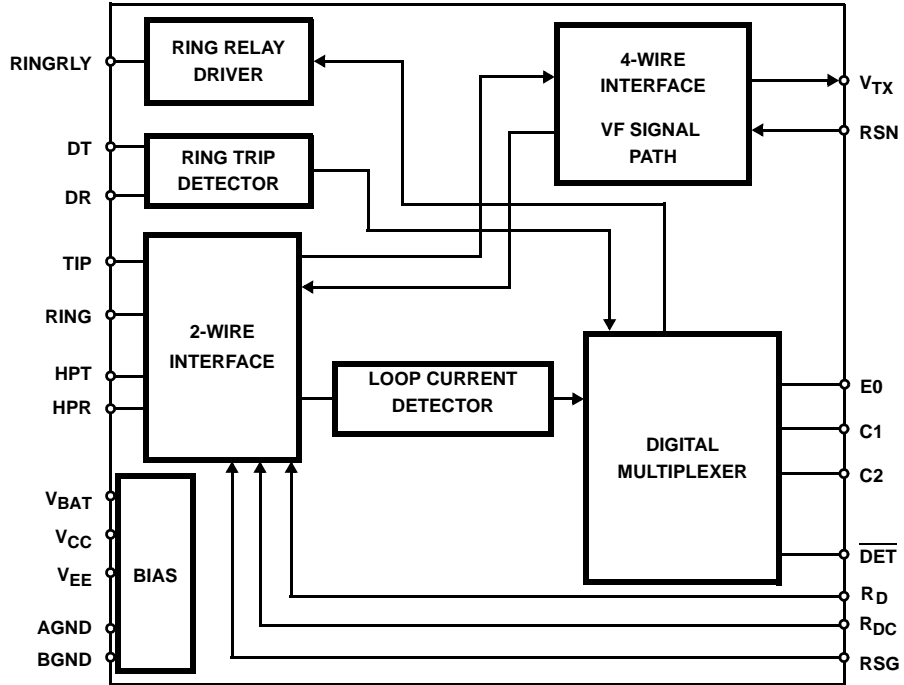 RINGRLY
DT
DR
TIP
RING
HPT
HPR
VBAT
VCC
VEE
AGND
BGND
RING RELAY
DRIVER
RING TRIP
DETECTOR
2-WIRE
INTERFACE
BIAS
LOOP CURRENT
DETECTOR
4-WIRE
INTERFACE
VF SIGNAL
PATH
DIGITAL
MULTIPLEXER
VTX
RSN
E0
C1
C2
D̅E̅T̅
RD
RDC
RSG